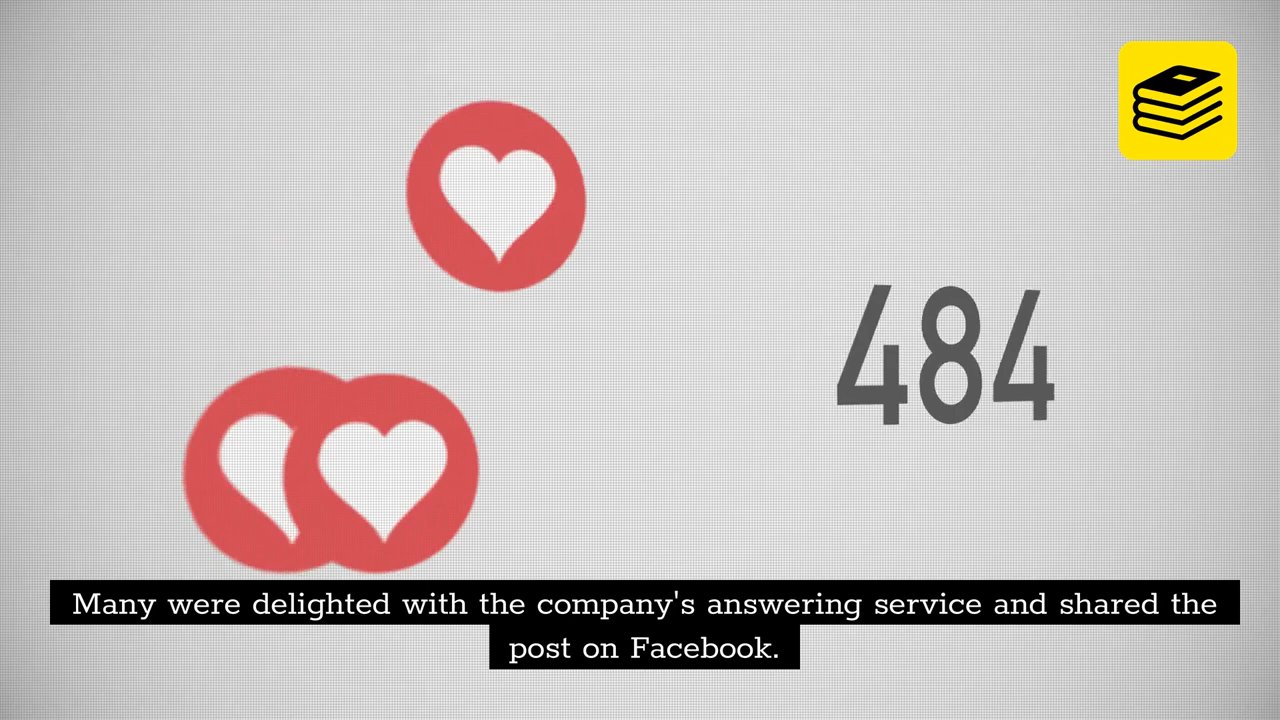 484
Many were delighted with the company's answering service and shared the
post on Facebook.